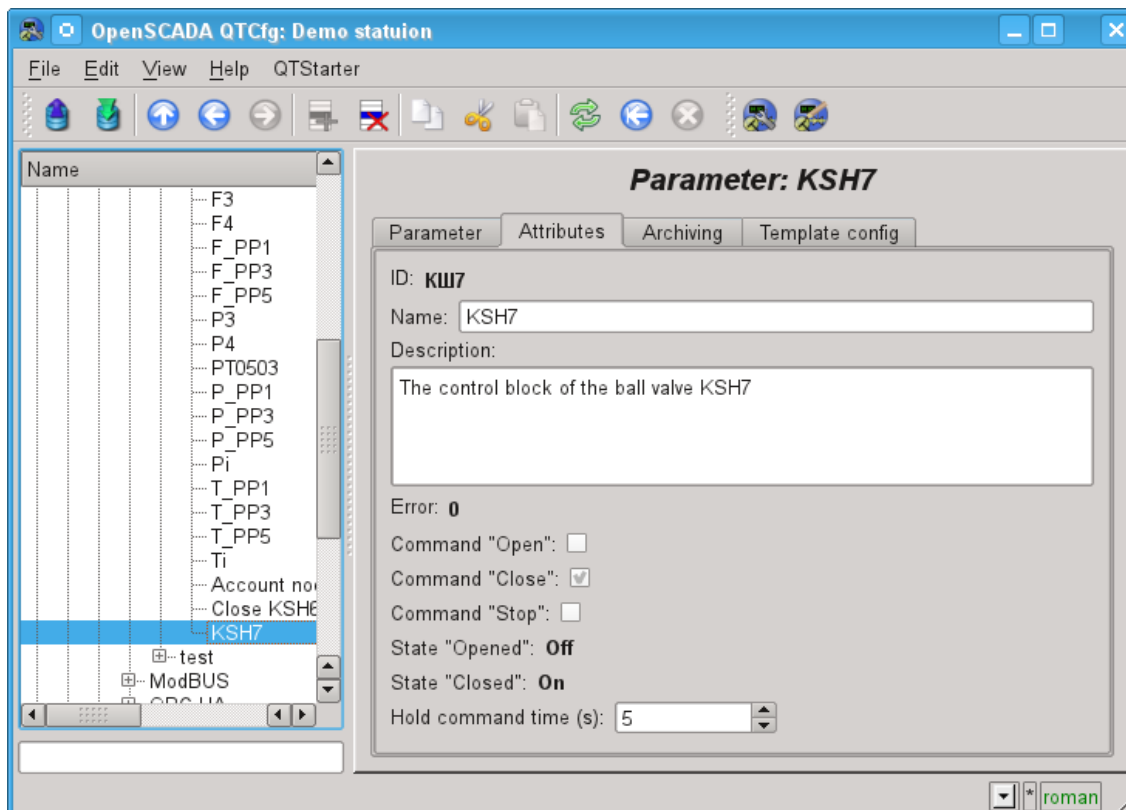 OpenSCADA QTCfg: Demo statuion
File Edit View Help QTStarter
Name
F3
F4
F_PP1
F_PP3
F_PP5
P3
P4
PT0503
P_PP1
P_PP3
P_PP5
Pi
T_PP1
T_PP3
T_PP5
Ti
Account
Close
KSH7
test
ModBUS
Parameter: KSH7
Parameter Attributes Archiving Template config
ID: КШ7
Name: KSH7
Description:
The control block of the ball valve KSH7
Error: 0
Command "Open":
Command "Close":
Command "Stop":
State "Opened": Off
State "Closed": On
Hold command time (s): 5
* roman